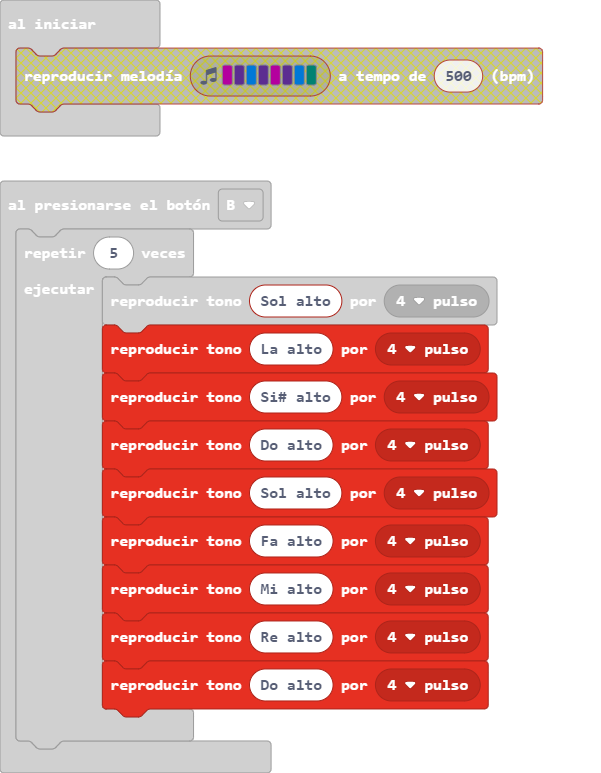 al iniciar
reproducir melodía a tempo de 500 (bpm)
al presionarse el botón B
repetir 5 veces
ejecutar
reproducir tono Sol alto por 4 pulso
reproducir tono La alto por 4 pulso
reproducir tono Si# alto por 4 pulso
reproducir tono Do alto por 4 pulso
reproducir tono Sol alto por 4 pulso
reproducir tono Fa alto por 4 pulso
reproducir tono Mi alto por 4 pulso
reproducir tono Re alto por 4 pulso
reproducir tono Do alto por 4 pulso